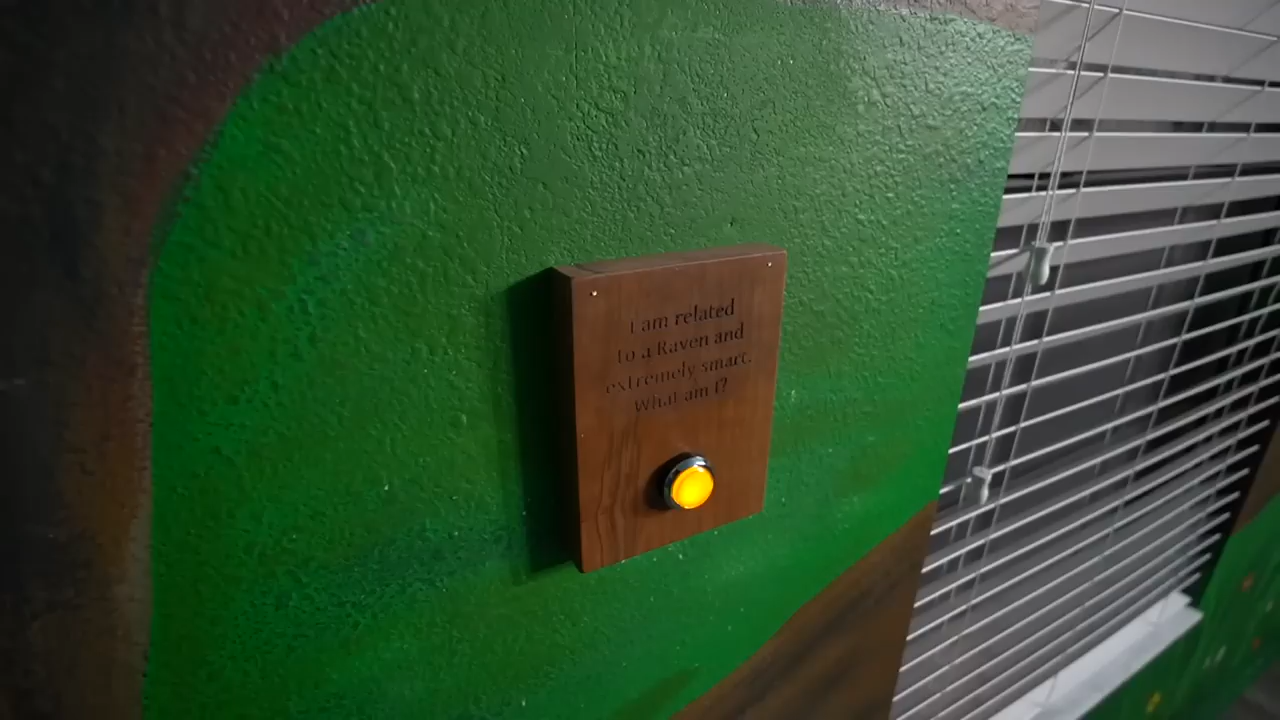 I am related
to a Raven and
extremely smart.
What am I?